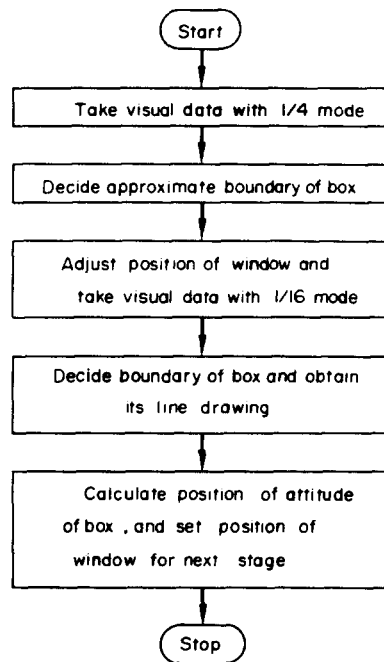 Start
Take visual data with 1/4 mode
Decide approximate boundary of box
Adjust position of window and
take visual data with 1/16 mode
Decide boundary of box and obtain
its line drawing
Calculate position of attitude
of box , and set position of
window for next stage
Stop